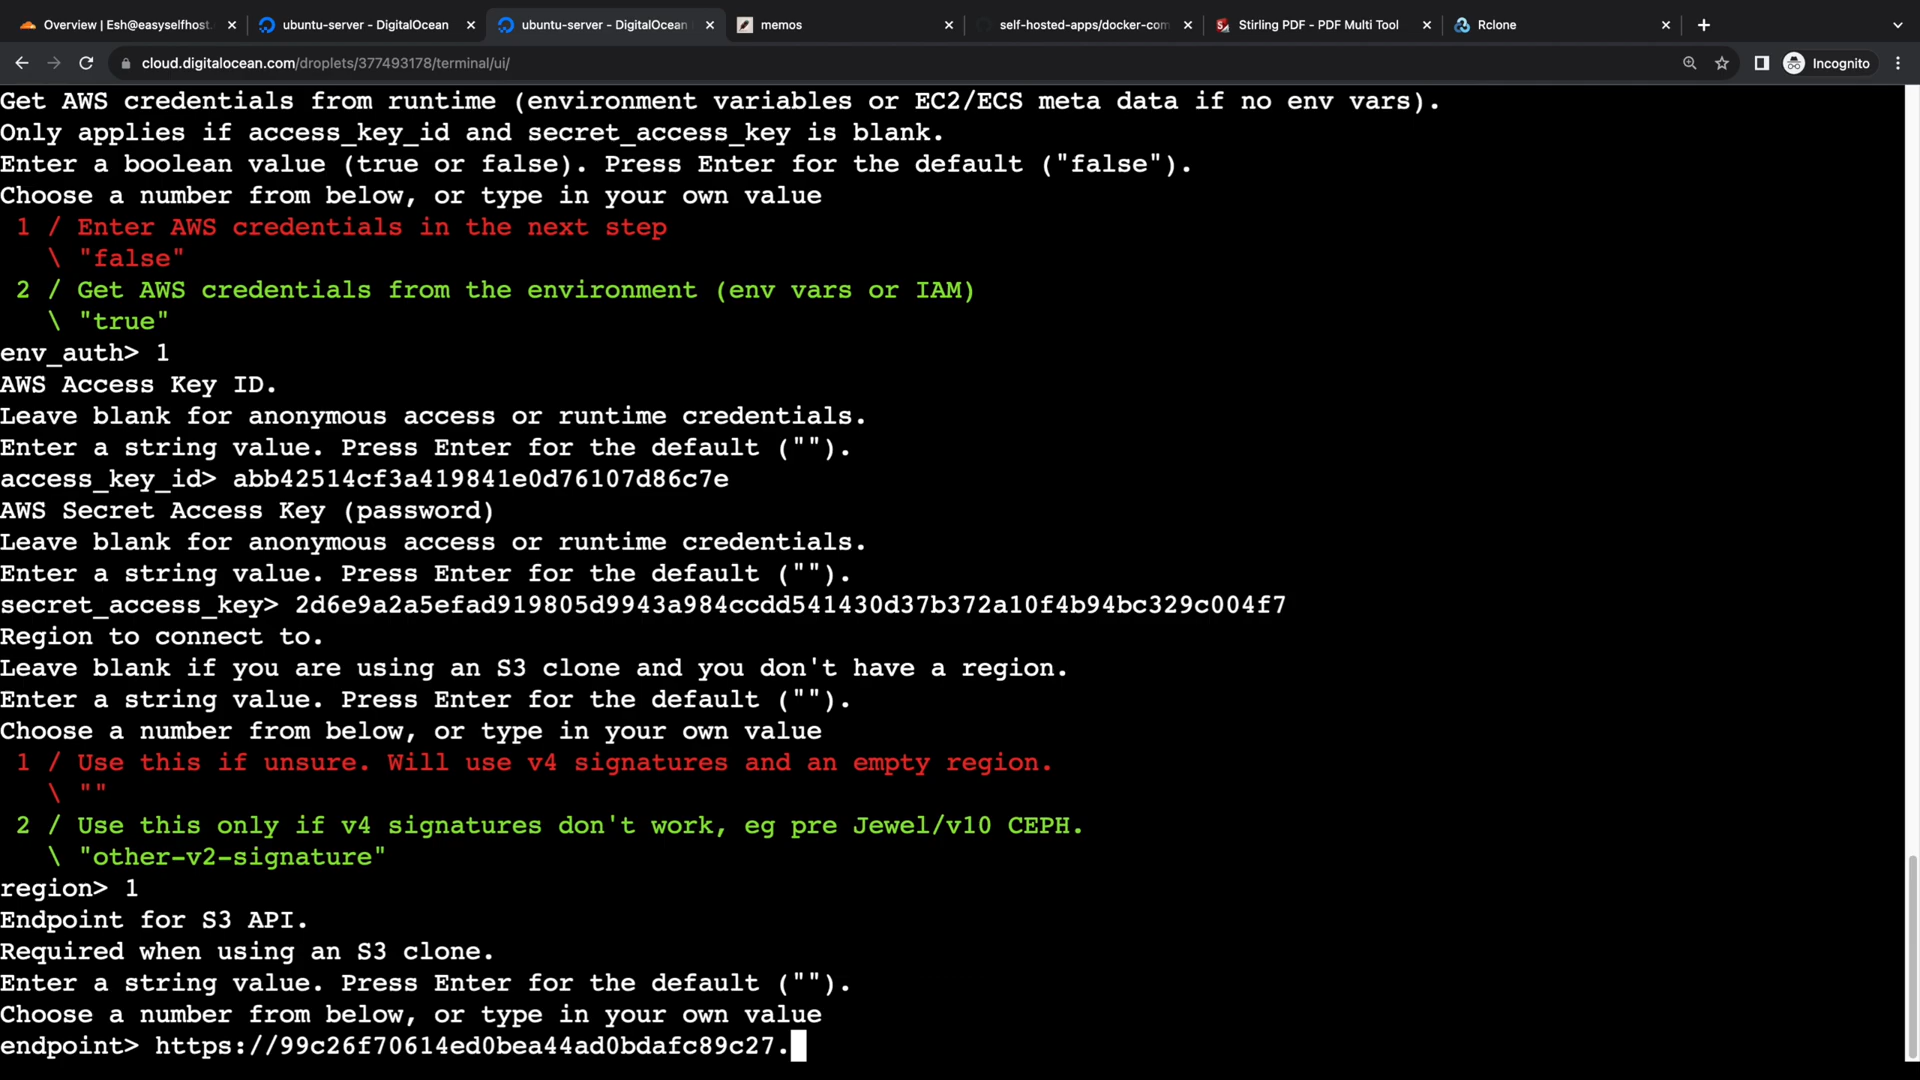 Overview | Esh@easyselfhost.
ubuntu-server - DigitalOcean
ubuntu-server - DigitalOcean
memos
self-hosted-apps/docker-com
Stirling PDF - PDF Multi Tool
Rclone
cloud.digitalocean.com/droplets/377493178/terminal/ui/
Incognito
Get AWS credentials from runtime (environment variables or EC2/ECS meta data if no env vars).
Only applies if access_key_id and secret_access_key is blank.
Enter a boolean value (true or false). Press Enter for the default ("false").
Choose a number from below, or type in your own value
1 / Enter AWS credentials in the next step
\ "false"
2 / Get AWS credentials from the environment (env vars or IAM)
\ "true"
env_auth> 1
AWS Access Key ID.
Leave blank for anonymous access or runtime credentials.
Enter a string value. Press Enter for the default ("").
access_key_id> abb42514cf3a419841e0d76107d86c7e
AWS Secret Access Key (password)
Leave blank for anonymous access or runtime credentials.
Enter a string value. Press Enter for the default ("").
secret_access_key> 2d6e9a2a5efad919805d9943a984ccdd541430d37b372a10f4b94bc329c004f7
Region to connect to.
Leave blank if you are using an S3 clone and you don't have a region.
Enter a string value. Press Enter for the default ("").
Choose a number from below, or type in your own value
1 / Use this if unsure. Will use v4 signatures and an empty region.
\ ""
2 / Use this only if v4 signatures don't work, eg pre Jewel/v10 CEPH.
\ "other-v2-signature"
region> 1
Endpoint for S3 API.
Required when using an S3 clone.
Enter a string value. Press Enter for the default ("").
Choose a number from below, or type in your own value
endpoint> https://99c26f70614ed0bea44ad0bdafc89c27.